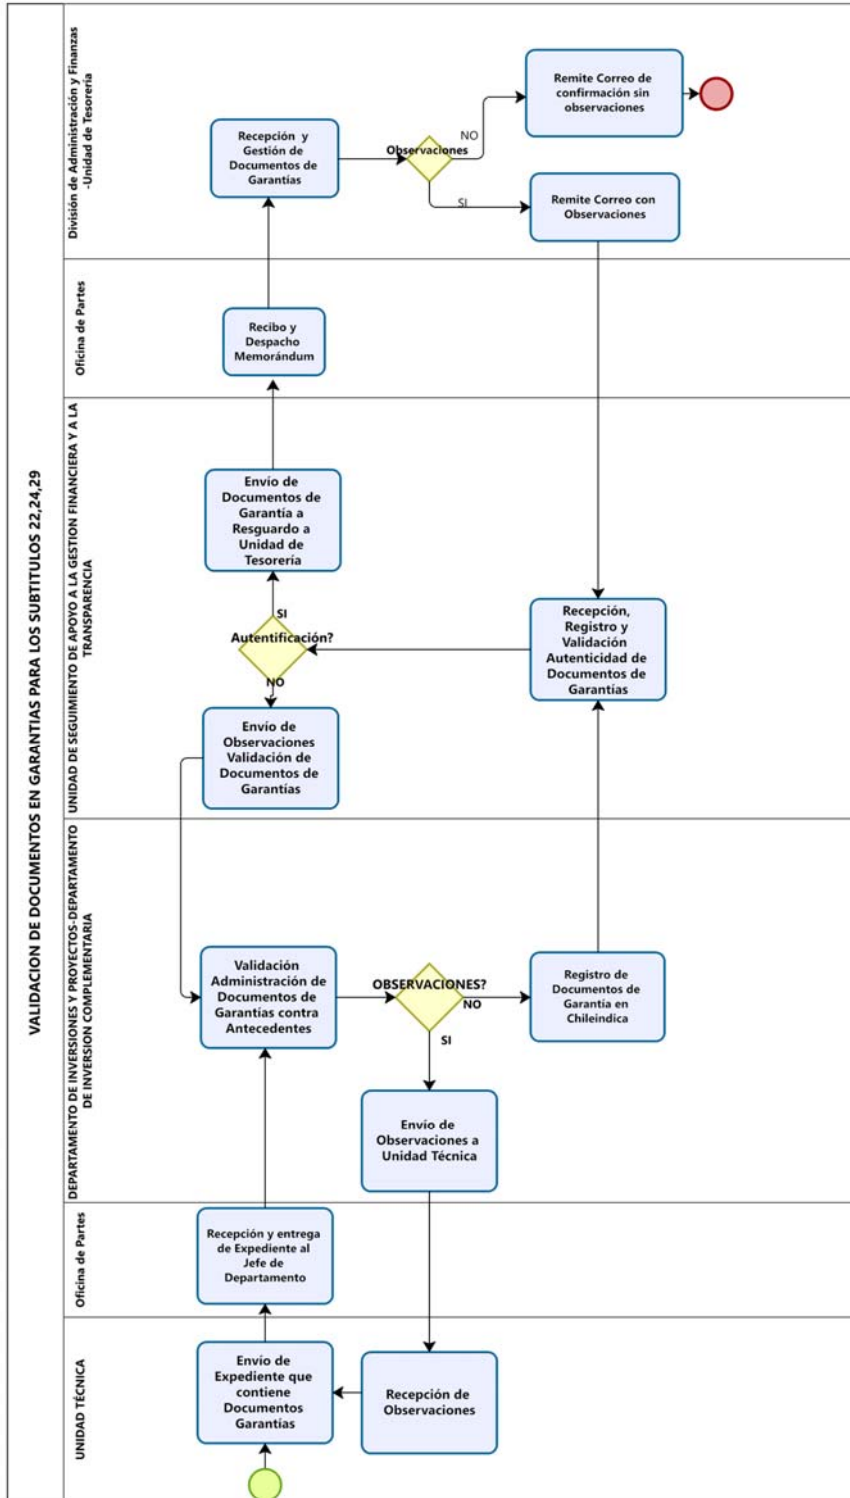 VALIDACION DE DOCUMENTOS EN GARANTIAS PARA LOS SUBTITULOS 22,24,29
División de Administración y Finanzas
-Unidad de Tesorería
Recepción y
Gestión de
Documentos de
Garantías
Observaciones
NO
SI
Remite Correo de
confirmación sin
observaciones
Remite Correo con
Observaciones
Oficina de Partes
Recibo y
Despacho
Memorándum
UNIDAD DE SEGUIMIENTO DE APOYO A LA GESTION FINANCIERA Y A LA
TRANSPARENCIA
Envío de
Documentos de
Garantía a
Resguardo a
Unidad de
Tesorería
SI
Autentificación?
NO
Recepción,
Registro y
Validación
Autenticidad de
Documentos de
Garantías
Envío de
Observaciones
Validación de
Documentos de
Garantías
DEPARTAMENTO DE INVERSIONES Y PROYECTOS-DEPARTAMENTO
DE INVERSION COMPLEMENTARIA
Validación
Administración de
Documentos de
Garantías contra
Antecedentes
OBSERVACIONES?
NO
SI
Registro de
Documentos de
Garantía en
Chileindica
Envío de
Observaciones a
Unidad Técnica
Oficina de Partes
Recepción y entrega
de Expediente al
Jefe de
Departamento
UNIDAD TÉCNICA
Envío de
Expediente que
contiene
Documentos
Garantías
Recepción de
Observaciones